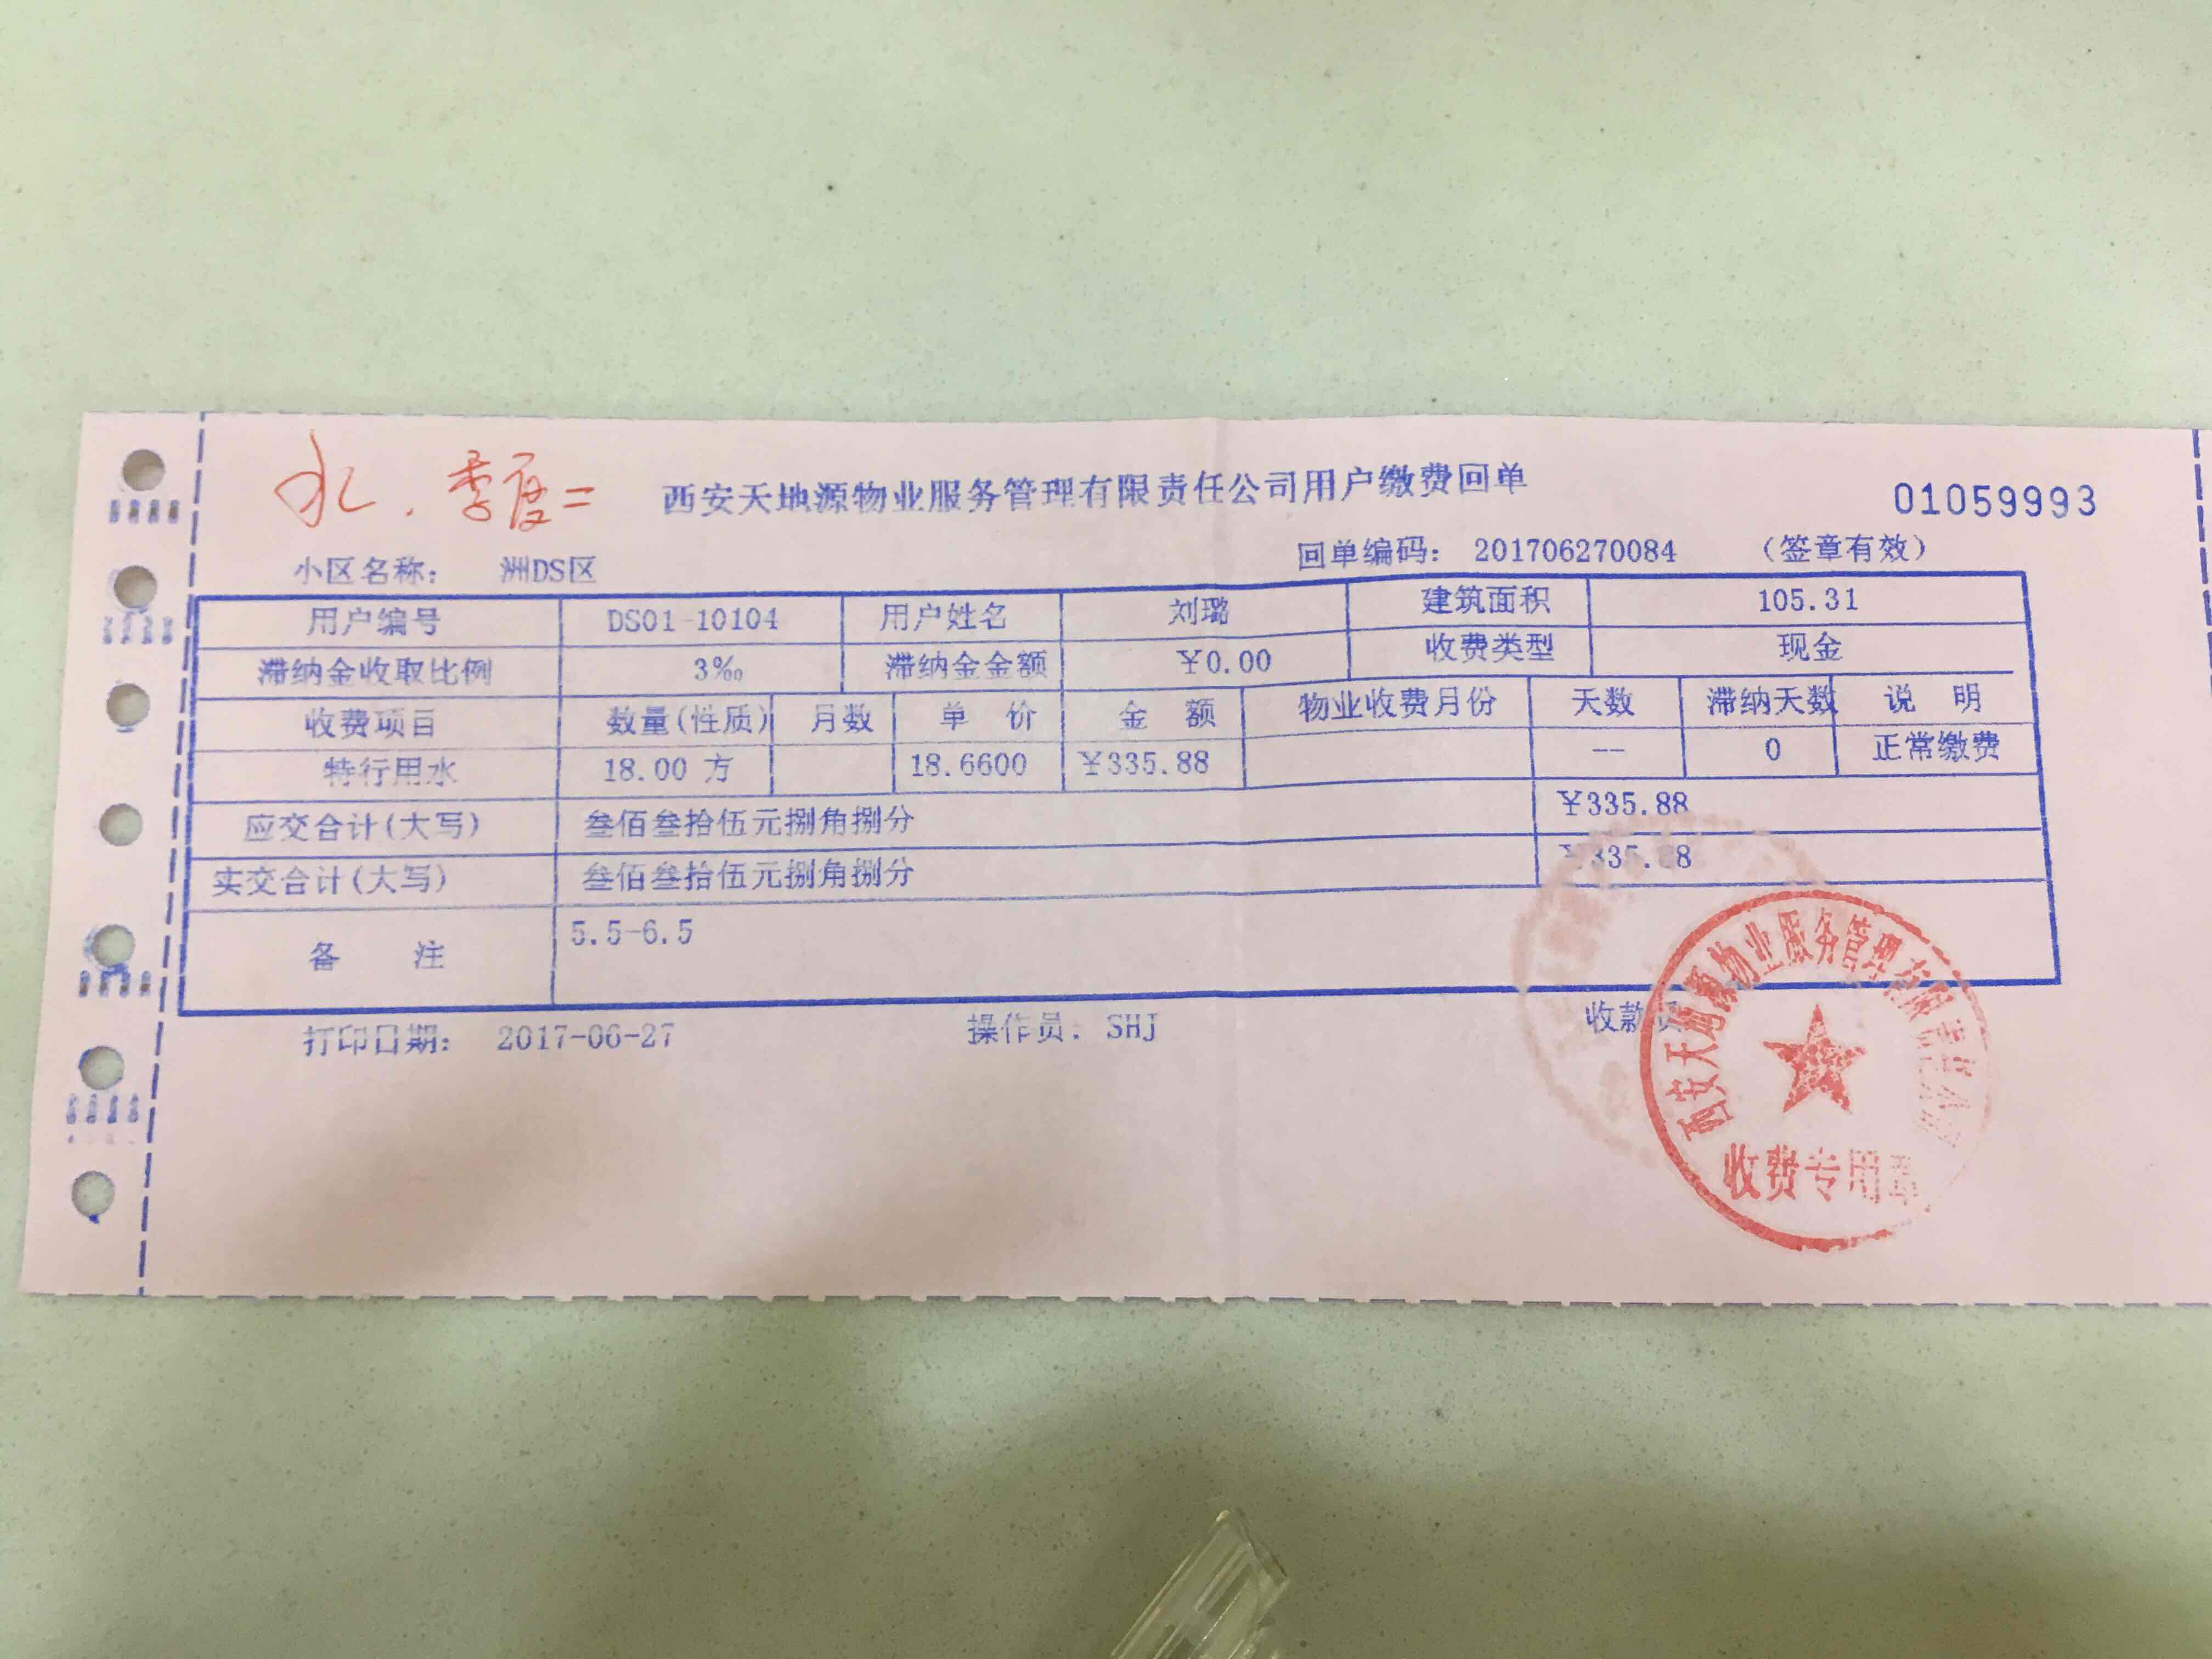 西安天地源物业服务管理有限责任公司用户缴费回单 01059993
小区名称: 洲DS区 回单编码: 201706270084 (签章有效)
用户编号 DS01-10104 用户姓名 刘璐 建筑面积 105.31
滞纳金收取比例 3‰ 滞纳金金额 ¥0.00 收费类型 现金
收费项目 数量(性质) 月数 单价 金额 物业收费月份 天数 滞纳天数 说明
特行用水 18.00 方 18.6600 ¥335.88 -- 0 正常缴费
应交合计(大写) 叁佰叁拾伍元捌角捌分 ¥335.88
实交合计(大写) 叁佰叁拾伍元捌角捌分 ¥335.88
备注 5.5-6.5
打印日期: 2017-06-27 操作员: SHJ 收款
西安天地源物业服务管理有限责任公司
收费专用章